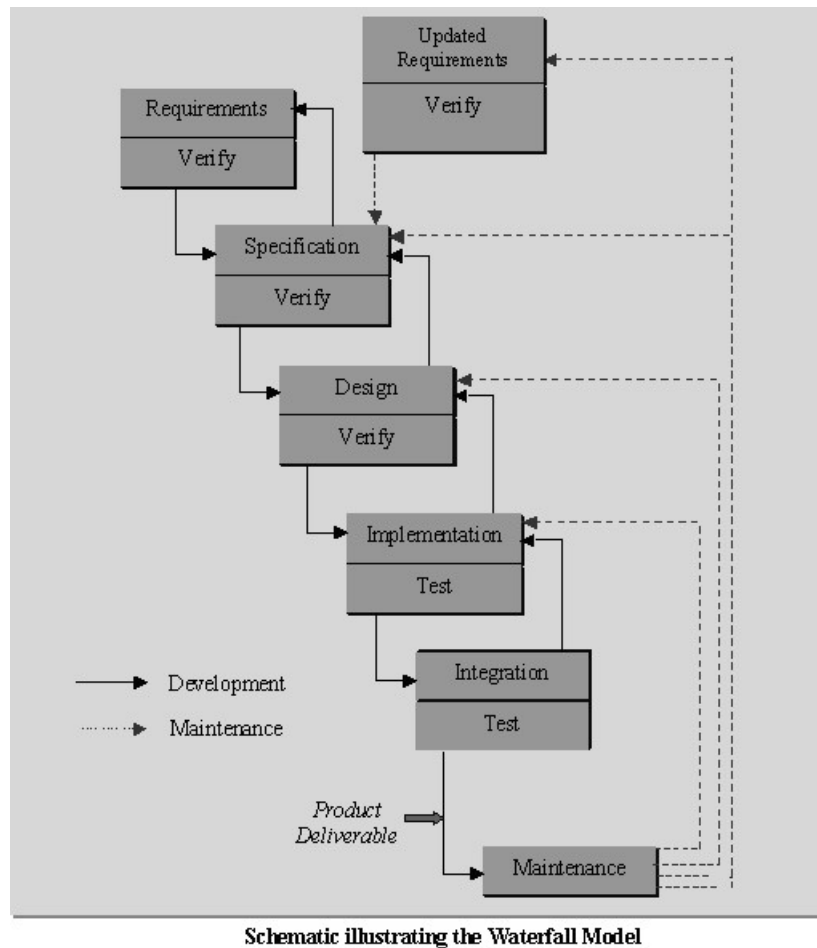 Updated
Requirements
Verify
Requirements
Verify
Specification
Verify
Design
Verify
Implementation
Test
Integration
Test
Development
Maintenance
Product
Deliverable
Maintenance
Schematic illustrating the Waterfall Model